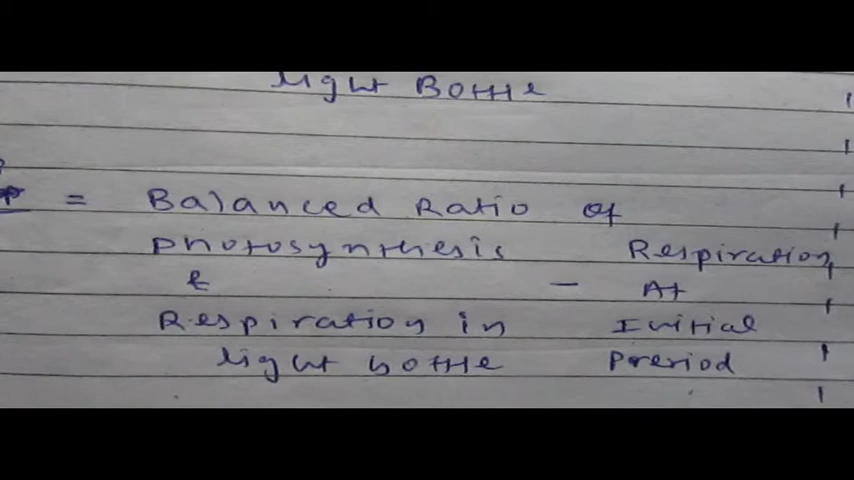 Light Bottle
= Balanced Ratio of
photosynthesis Respiration
& - At
Respiration in Initial
light bottle Preriod